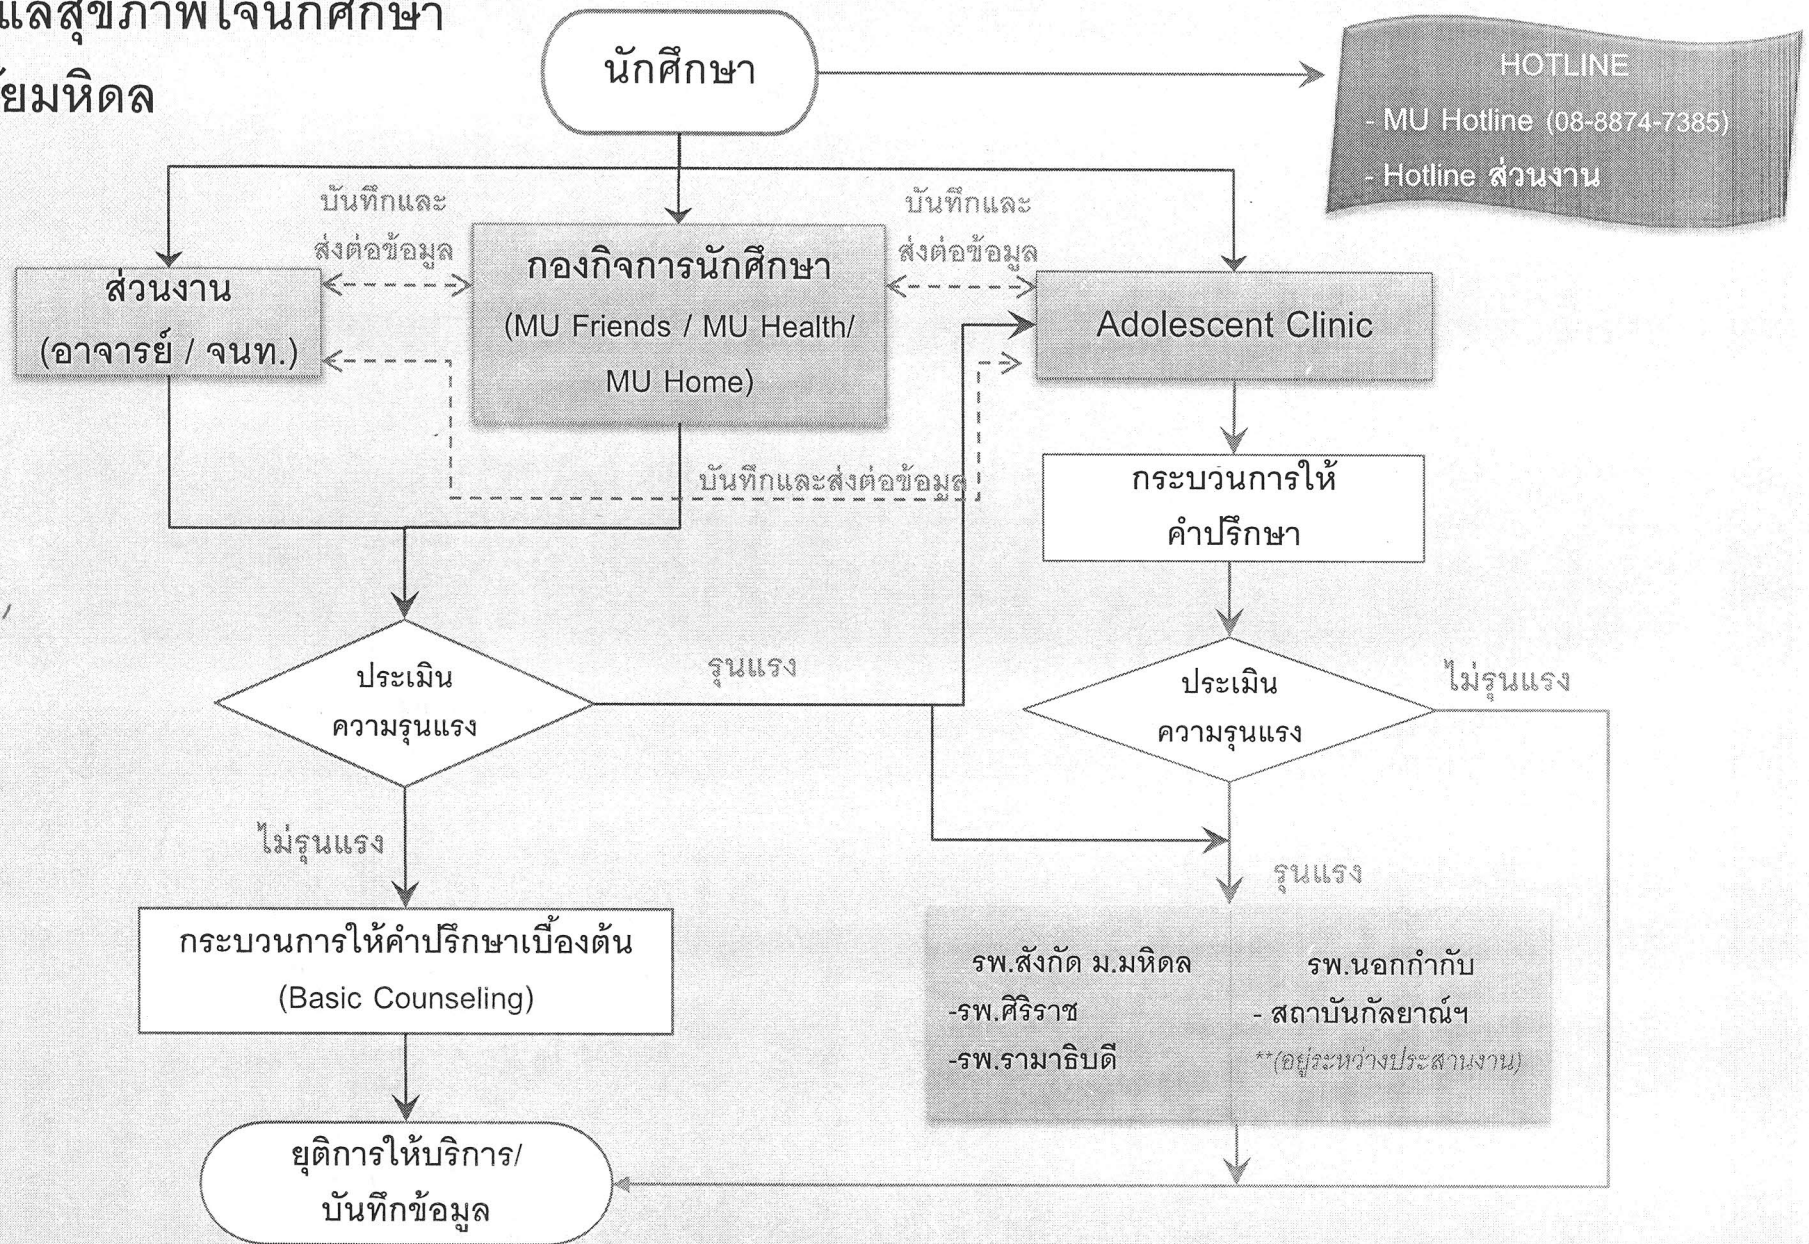 แลสุขภาพใจนักศึกษา
ัยมหิดล
นักศึกษา
HOTLINE
- MU Hotline (08-8874-7385)
- Hotline ส่วนงาน
บันทึกและ
ส่งต่อข้อมูล
บันทึกและ
ส่งต่อข้อมูล
ส่วนงาน
(อาจารย์ / จนท.)
กองกิจการนักศึกษา
(MU Friends / MU Health/
MU Home)
Adolescent Clinic
บันทึกและส่งต่อข้อมูล
กระบวนการให้
คำปรึกษา
ประเมิน
ความรุนแรง
รุนแรง
ประเมิน
ความรุนแรง
ไม่รุนแรง
ไม่รุนแรง
รุนแรง
กระบวนการให้คำปรึกษาเบื้องต้น
(Basic Counseling)
รพ.สังกัด ม.มหิดล
-รพ.ศิริราช
-รพ.รามาธิบดี
รพ.นอกกำกับ
- สถาบันกัลยาณ์ฯ
**(อยู่ระหว่างประสานงาน)
ยุติการให้บริการ/
บันทึกข้อมูล